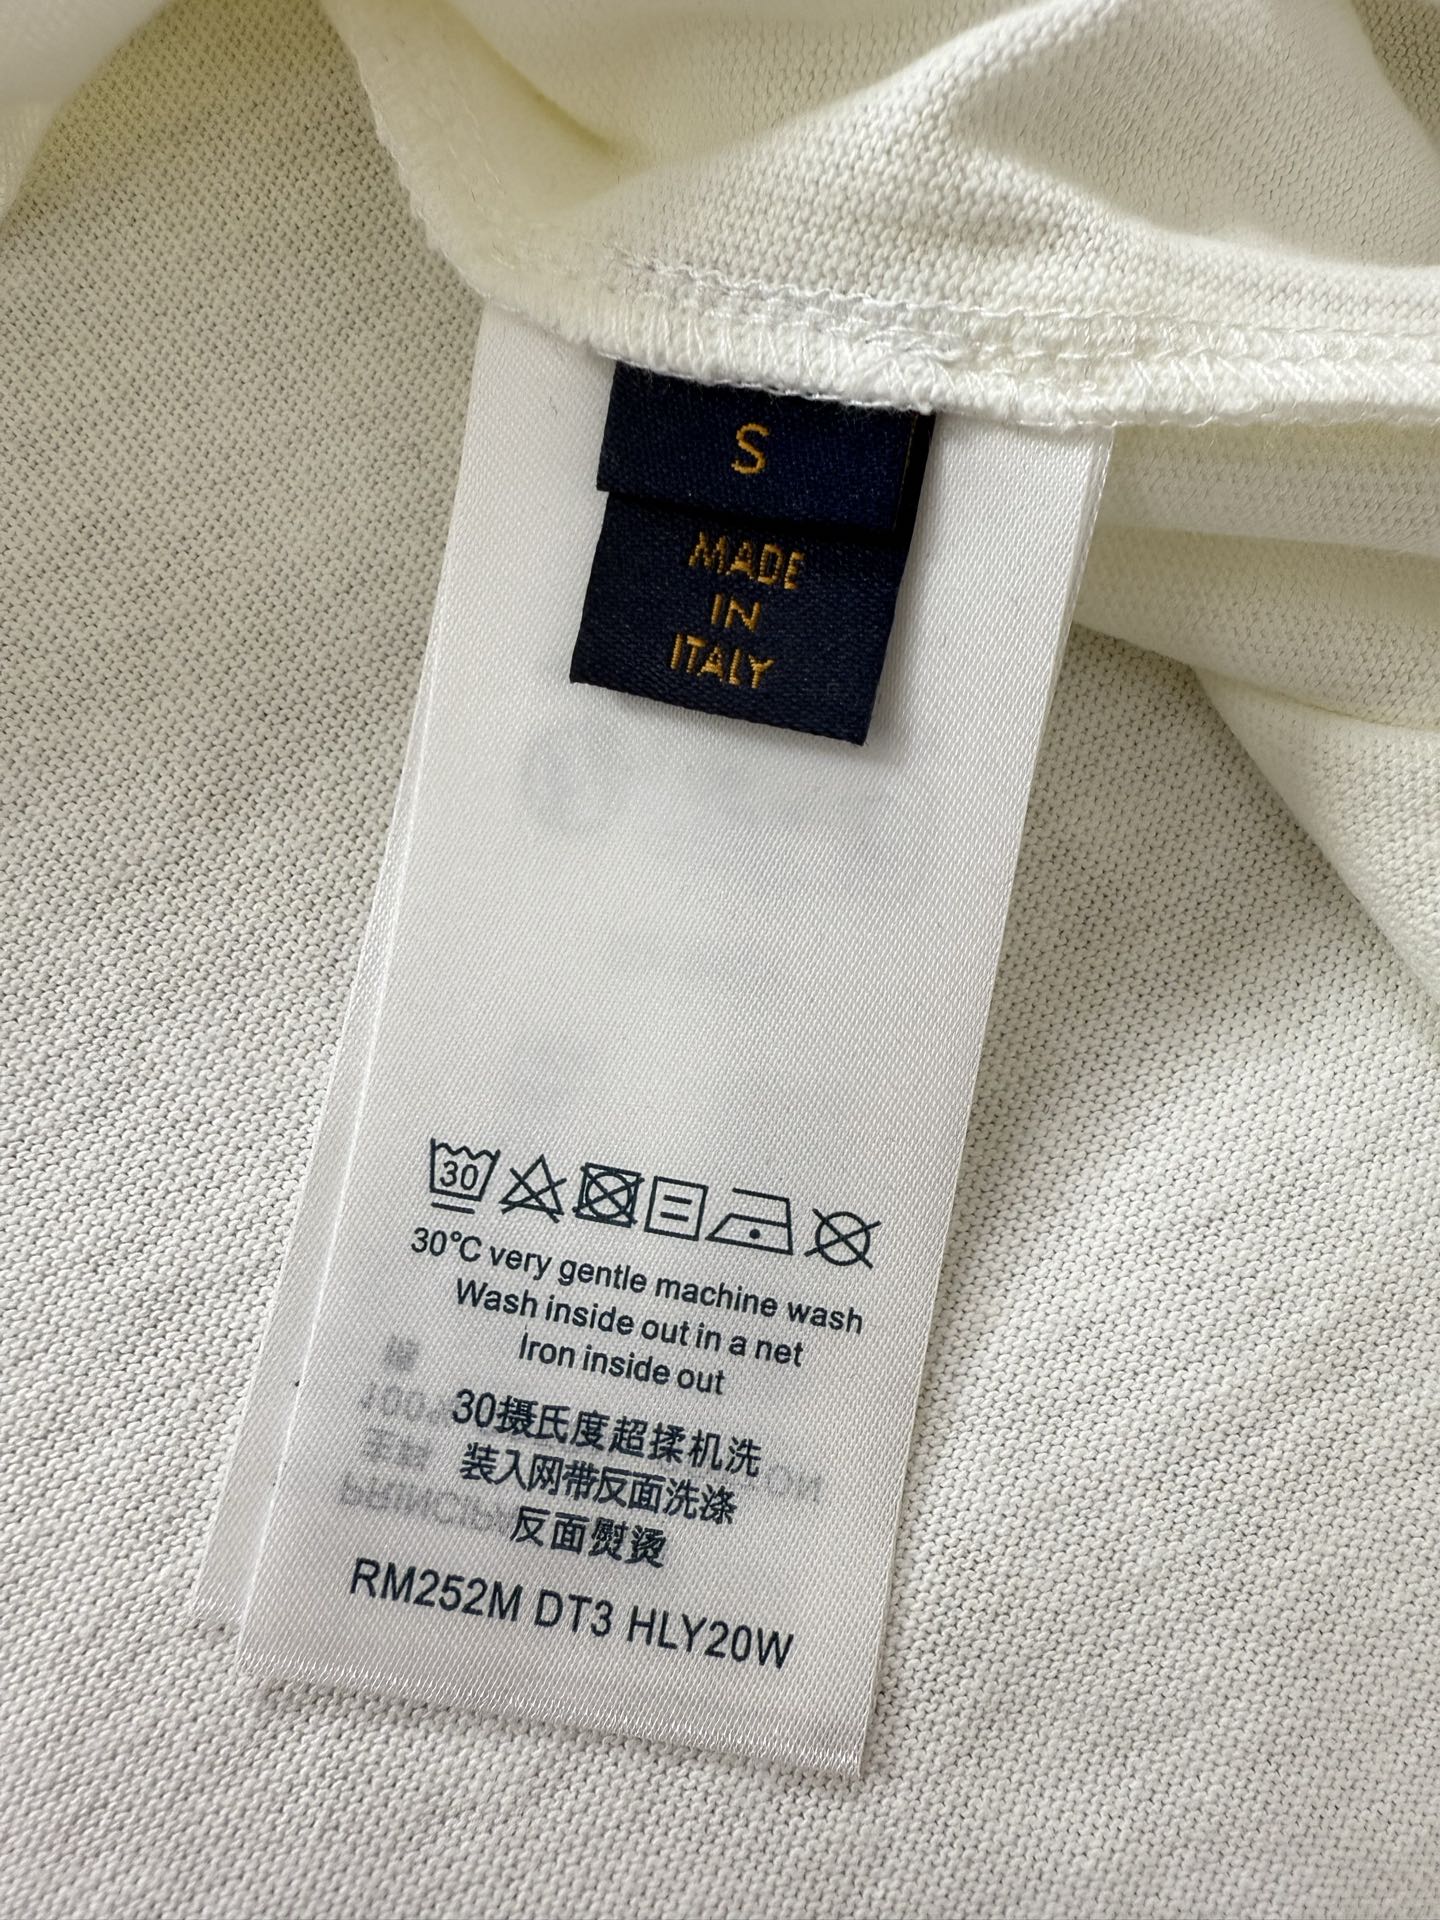 S
MADE
IN
ITALY
30
30°C very gentle machine wash
Wash inside out in a net
Iron inside out
30摄氏度超揉机洗
装入网带反面洗涤
反面熨烫
RM252M DT3 HLY20W